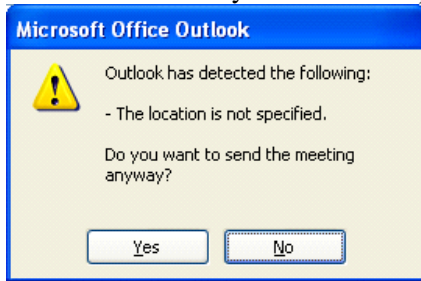 Microsoft Office Outlook
Outlook has detected the following:
- The location is not specified.
Do you want to send the meeting
anyway?
Yes
No